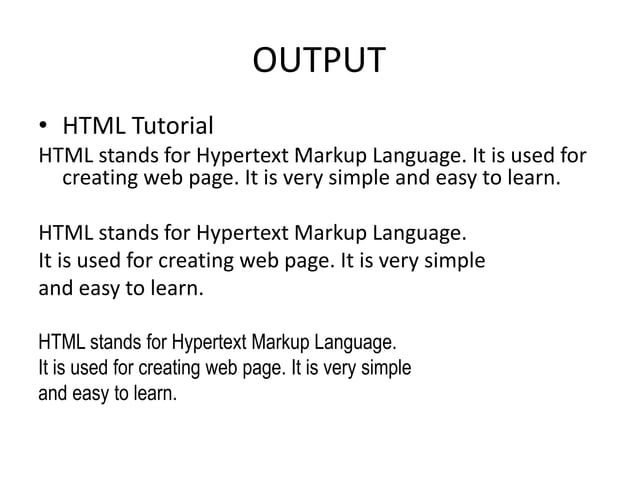 OUTPUT
• HTML Tutorial
HTML stands for Hypertext Markup Language. It is used for
creating web page. It is very simple and easy to learn.
HTML stands for Hypertext Markup Language.
It is used for creating web page. It is very simple
and easy to learn.
HTML stands for Hypertext Markup Language.
It is used for creating web page. It is very simple
and easy to learn.